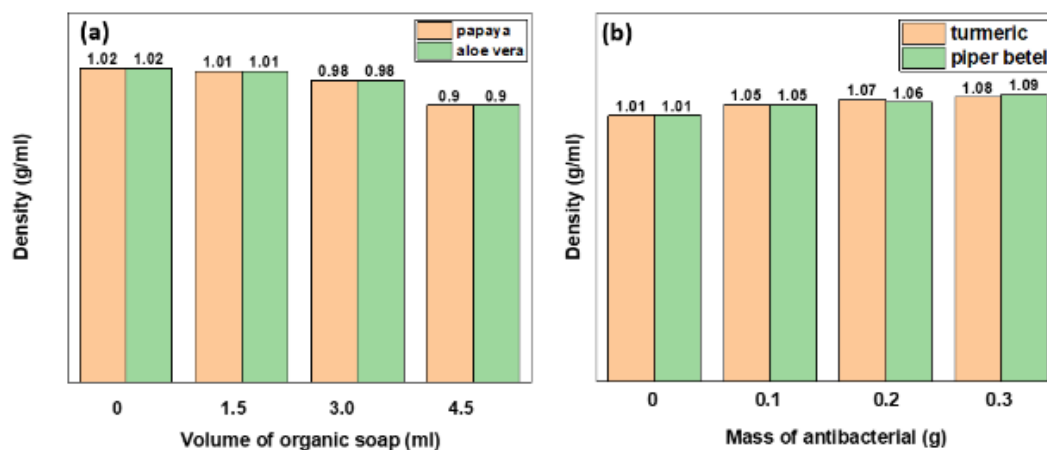 (a)
papaya
aloe vera
1.02 1.02 1.01 1.01 0.98 0.98 0.9 0.9
Density (g/ml)
0 1.5 3.0 4.5
Volume of organic soap (ml)
(b)
turmeric
piper betel
1.01 1.01 1.05 1.05 1.07 1.06 1.08 1.09
Density (g/ml)
0 0.1 0.2 0.3
Mass of antibacterial (g)